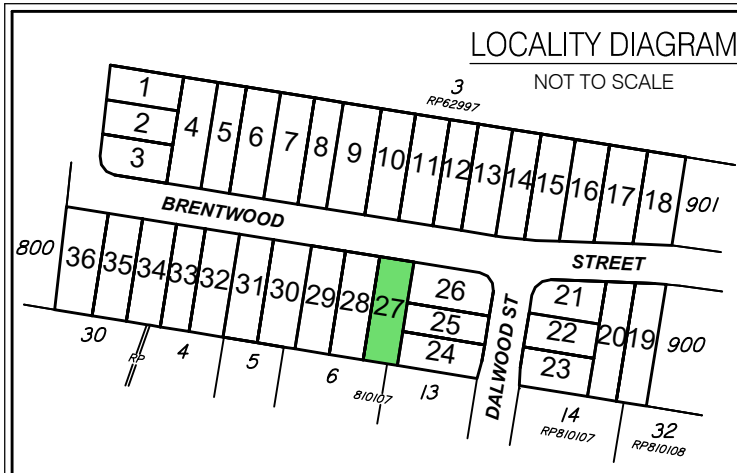 LOCALITY DIAGRAM
NOT TO SCALE
3
RP62997
1
2
3
4 5 6 7 8 9 10 11 12 13 14 15 16 17 18 901
BRENTWOOD
STREET
800 36 35 34 33 32 31 30 29 28 27
26
25
24
DALWOOD ST
21
22
23
20 19 900
30
RP
4
5
6
810107
13
14
RP810107
32
RP810108